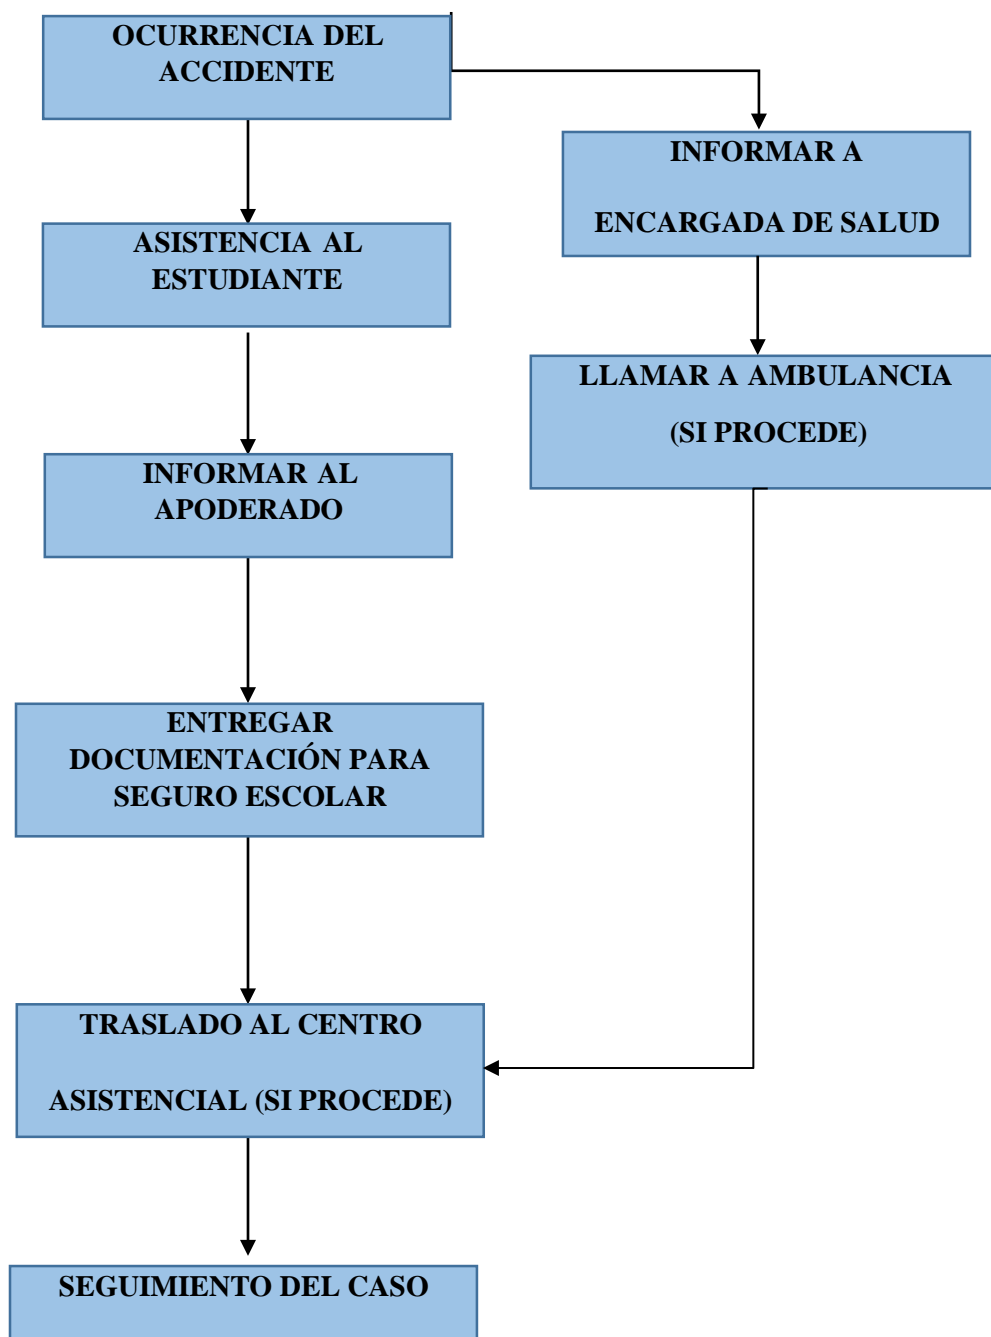 OCURRENCIA DEL
ACCIDENTE
INFORMAR A
ENCARGADA DE SALUD
ASISTENCIA AL
ESTUDIANTE
LLAMAR A AMBULANCIA
(SI PROCEDE)
INFORMAR AL
APODERADO
ENTREGAR
DOCUMENTACIÓN PARA
SEGURO ESCOLAR
TRASLADO AL CENTRO
ASISTENCIAL (SI PROCEDE)
SEGUIMIENTO DEL CASO